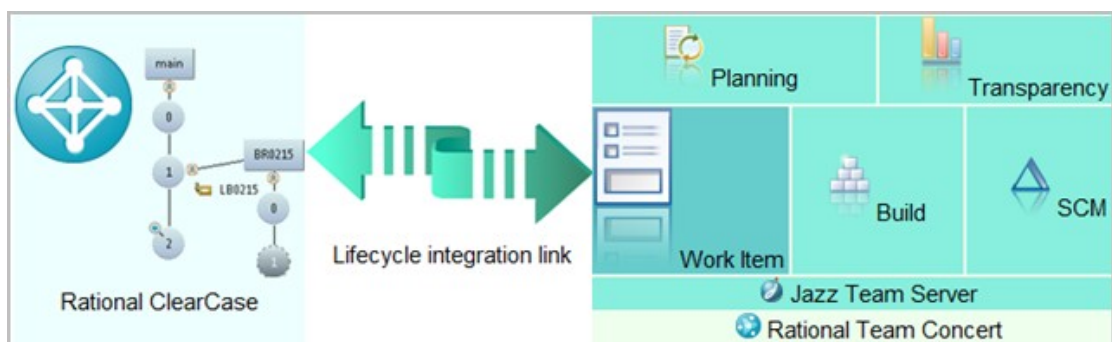 main
0
1
BR0215
LB0215
0
2
1
Rational ClearCase
Lifecycle integration link
Planning
Transparency
Work Item
Build
SCM
Jazz Team Server
Rational Team Concert